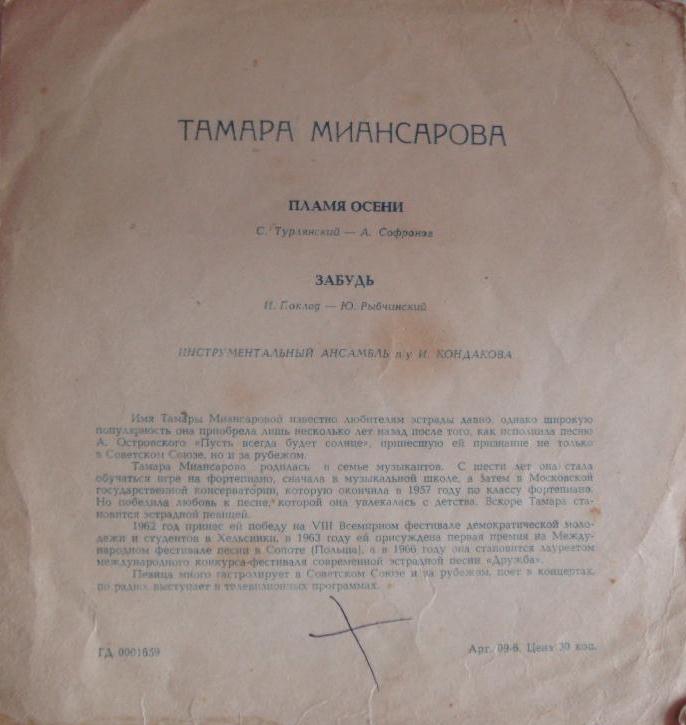 ТАМАРА МИАНСАРОВА
ПЛАМЯ ОСЕНИ
С. Турлянский — А. Софронов
ЗАБУДЬ
И. Поклад — Ю. Рыбчинский
ИНСТРУМЕНТАЛЬНЫЙ АНСАМБЛЬ п/у И. КОНДАКОВА
Имя Тамары Миансаровой известно любителям эстрады давно, однако широкую
популярность она приобрела лишь несколько лет назад после того, как исполнила песню
А. Островского «Пусть всегда будет солнце», принесшую ей признание не только
в Советском Союзе, но и за рубежом.
Тамара Миансарова родилась в семье музыкантов. С шести лет она стала
обучаться игре на фортепиано, сначала в музыкальной школе, а затем в Московской
государственной консерватории, которую окончила в 1957 году по классу фортепиано.
Но победила любовь к песне, которой она увлекалась с детства. Вскоре Тамара ста-
новится эстрадной певицей.
1962 год принес ей победу на VIII Всемирном фестивале демократической моло-
дежи и студентов в Хельсинки, в 1963 году ей присуждена первая премия на Между-
народном фестивале песни в Сопоте (Польша), а в 1966 году она становится лауреатом
международного конкурса-фестиваля современной эстрадной песни «Дружба».
Певица много гастролирует в Советском Союзе и за рубежом, поет в концертах,
по радио, выступает в телевизионных программах.
ГД 0001659
Арт. 09-6. Цена 30 коп.